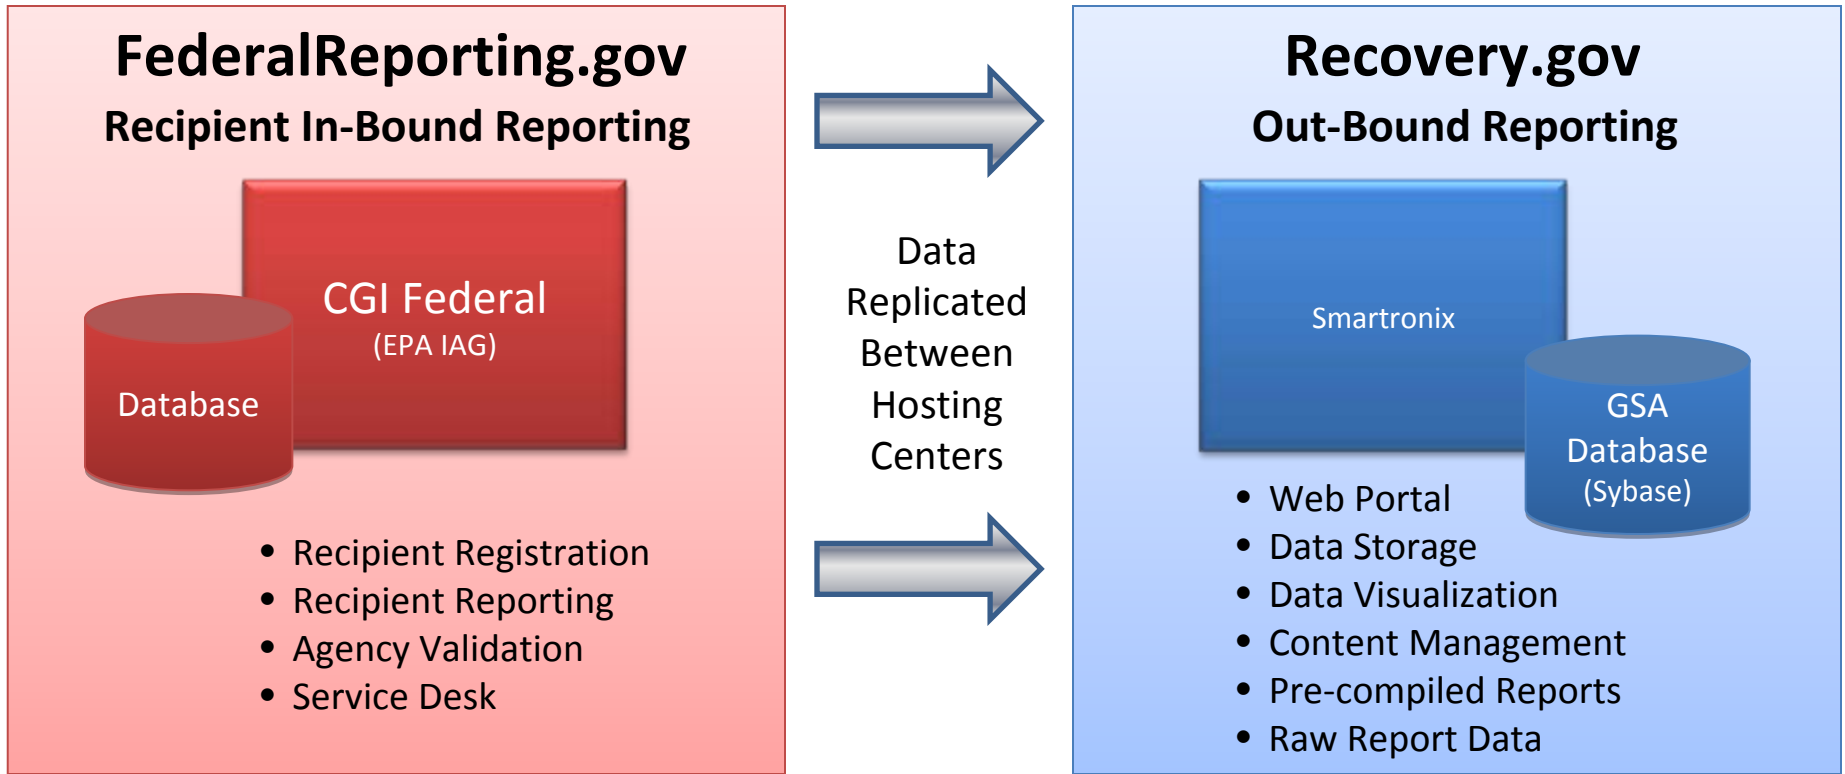 FederalReporting.gov
Recipient In-Bound Reporting
CGI Federal
(EPA IAG)
Database
• Recipient Registration
• Recipient Reporting
• Agency Validation
• Service Desk
Data
Replicated
Between
Hosting
Centers
Recovery.gov
Out-Bound Reporting
Smartronix
GSA
Database
(Sybase)
• Web Portal
• Data Storage
• Data Visualization
• Content Management
• Pre-compiled Reports
• Raw Report Data